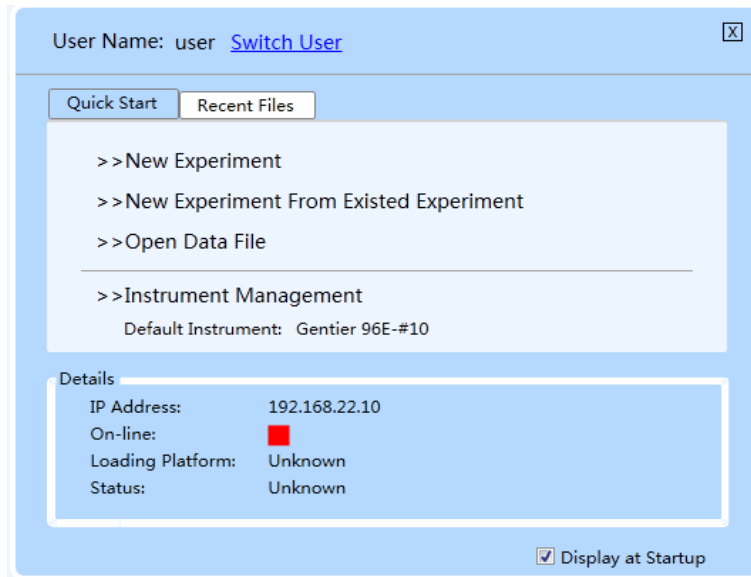 User Name: user Switch User
X
Quick Start
Recent Files
>>New Experiment
>>New Experiment From Existed Experiment
>>Open Data File
>>Instrument Management
Default Instrument: Gentier 96E-#10
Details
IP Address: 192.168.22.10
On-line:
Loading Platform: Unknown
Status: Unknown
Display at Startup